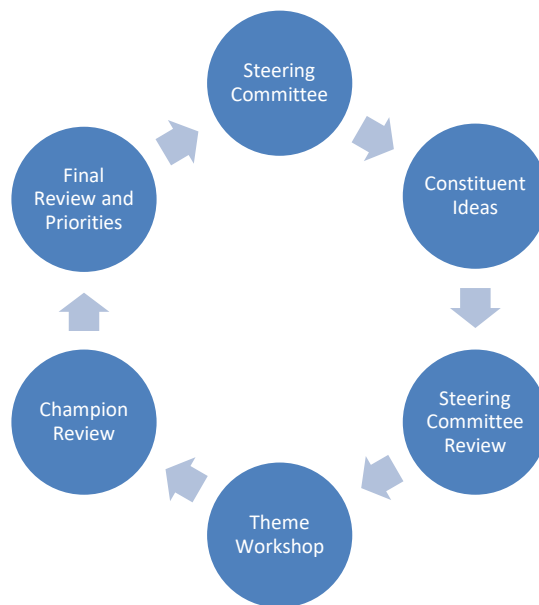 Steering
Committee
Constituent
Ideas
Steering
Committee
Review
Theme
Workshop
Champion
Review
Final
Review and
Priorities